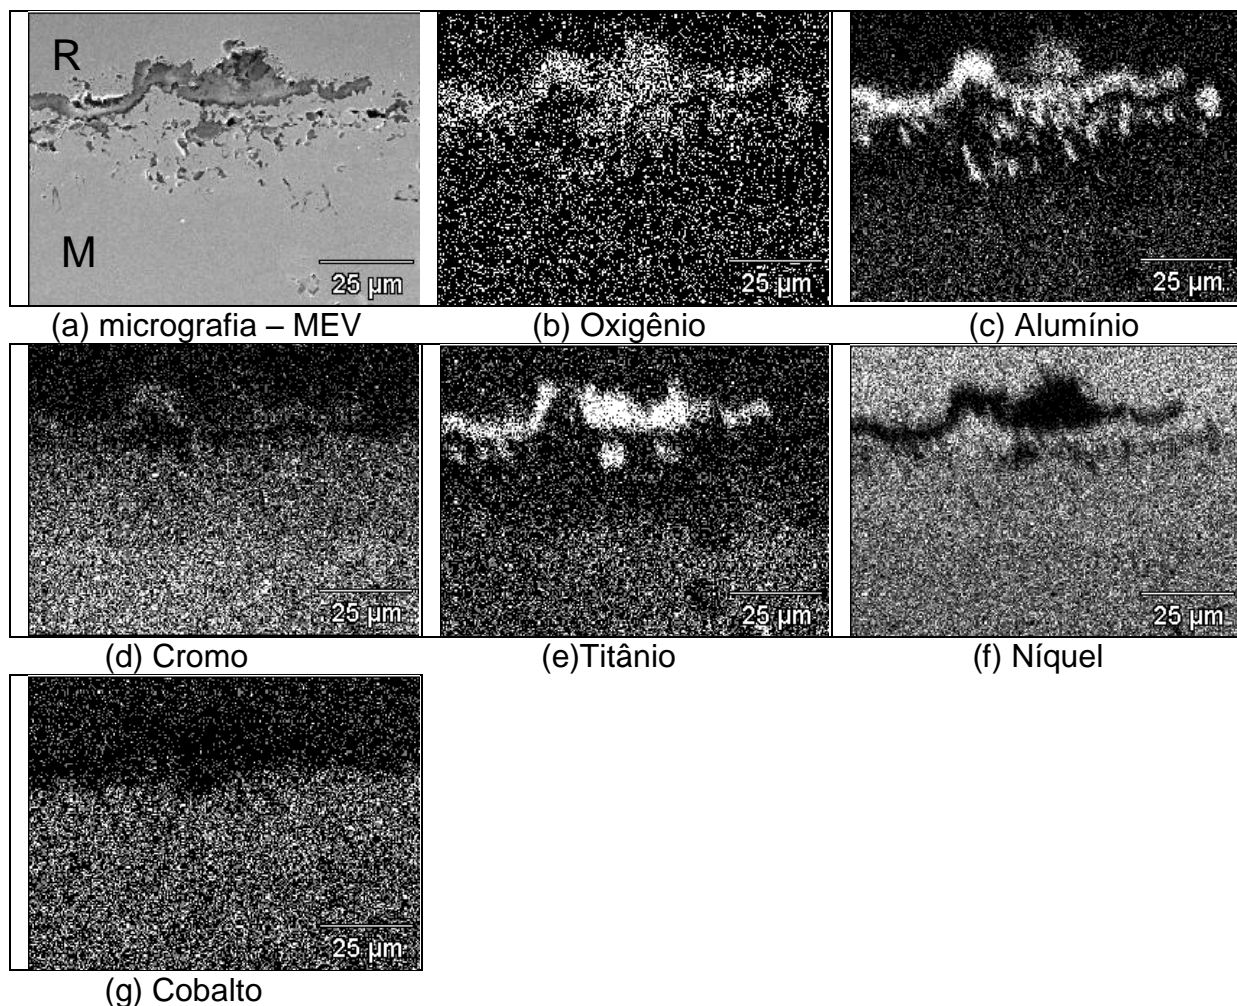 R
M
25 µm
25 µm
25 µm
(a) micrografia – MEV
(b) Oxigênio
(c) Alumínio
25 µm
25 µm
25 µm
(d) Cromo
(e)Titânio
(f) Níquel
25 µm
(g) Cobalto